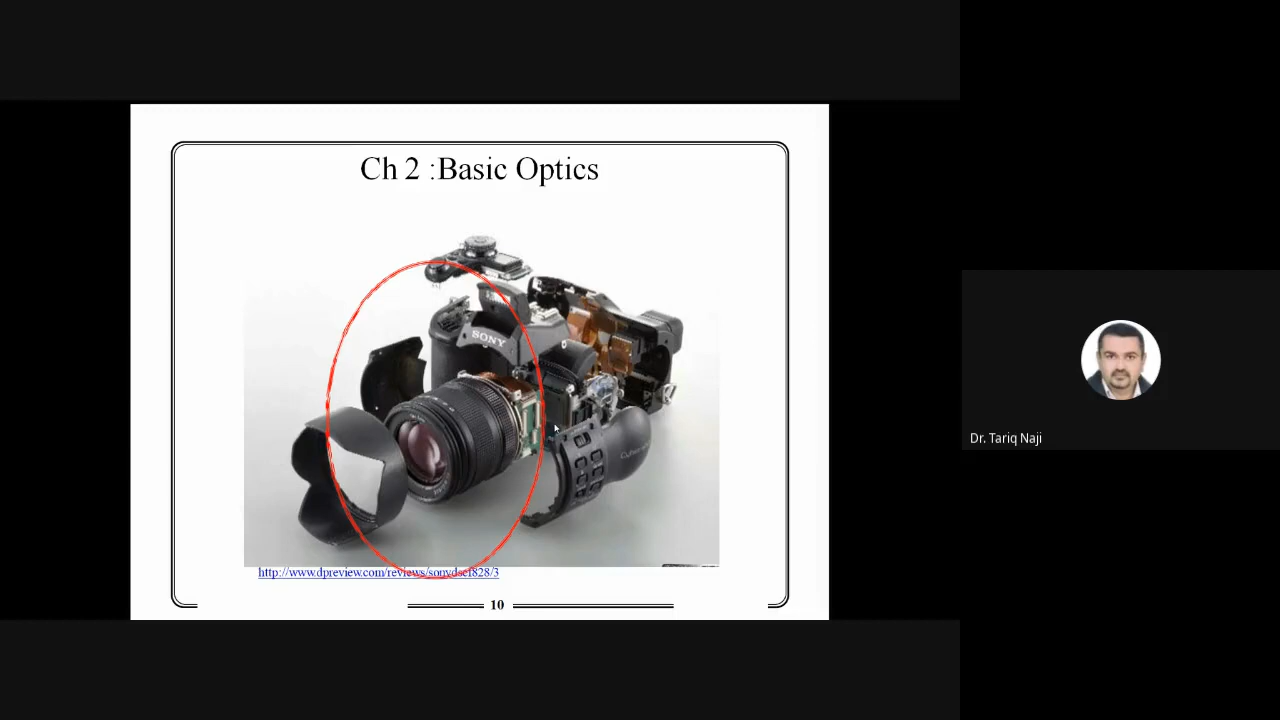 Ch 2 :Basic Optics
SONY
http://www.dpreview.com/reviews/sonydscf828/3
10
Dr. Tariq Naji